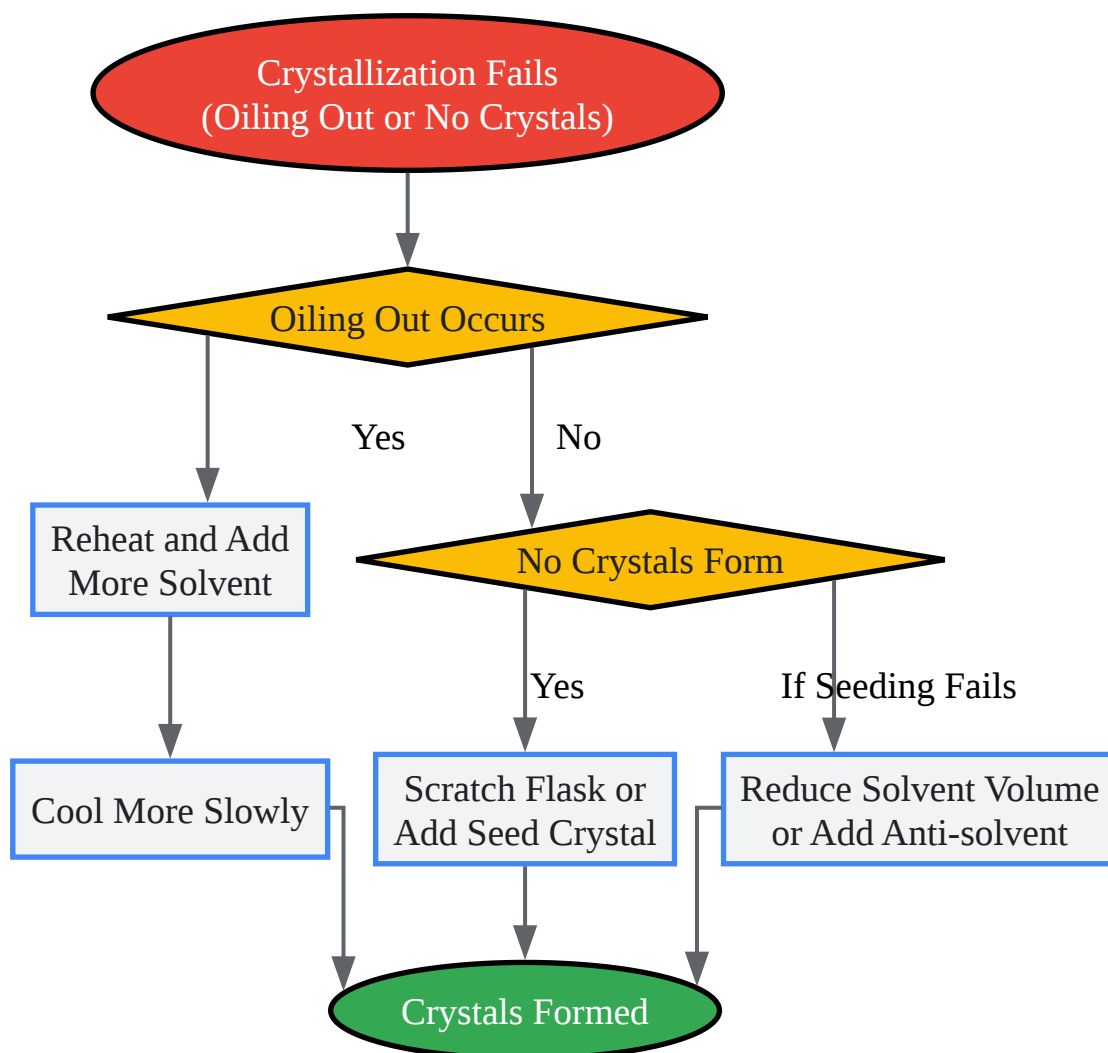 Crystallization Fails
(Oiling Out or No Crystals)
Oiling Out Occurs
Yes
No
Reheat and Add
More Solvent
No Crystals Form
Yes
If Seeding Fails
Cool More Slowly
Scratch Flask or
Add Seed Crystal
Reduce Solvent Volume
or Add Anti-solvent
Crystals Formed